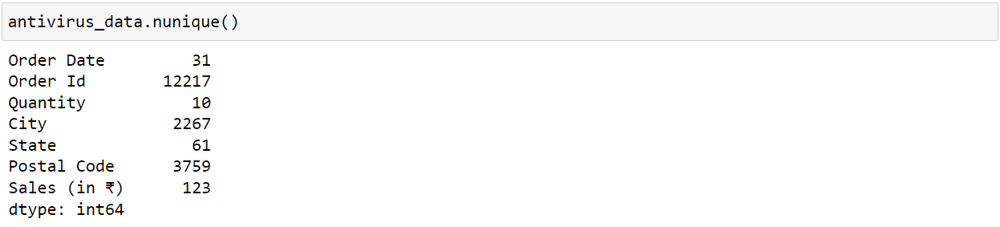 antivirus_data.nunique()
Order Date 31
Order Id 12217
Quantity 10
City 2267
State 61
Postal Code 3759
Sales (in ₹) 123
dtype: int64